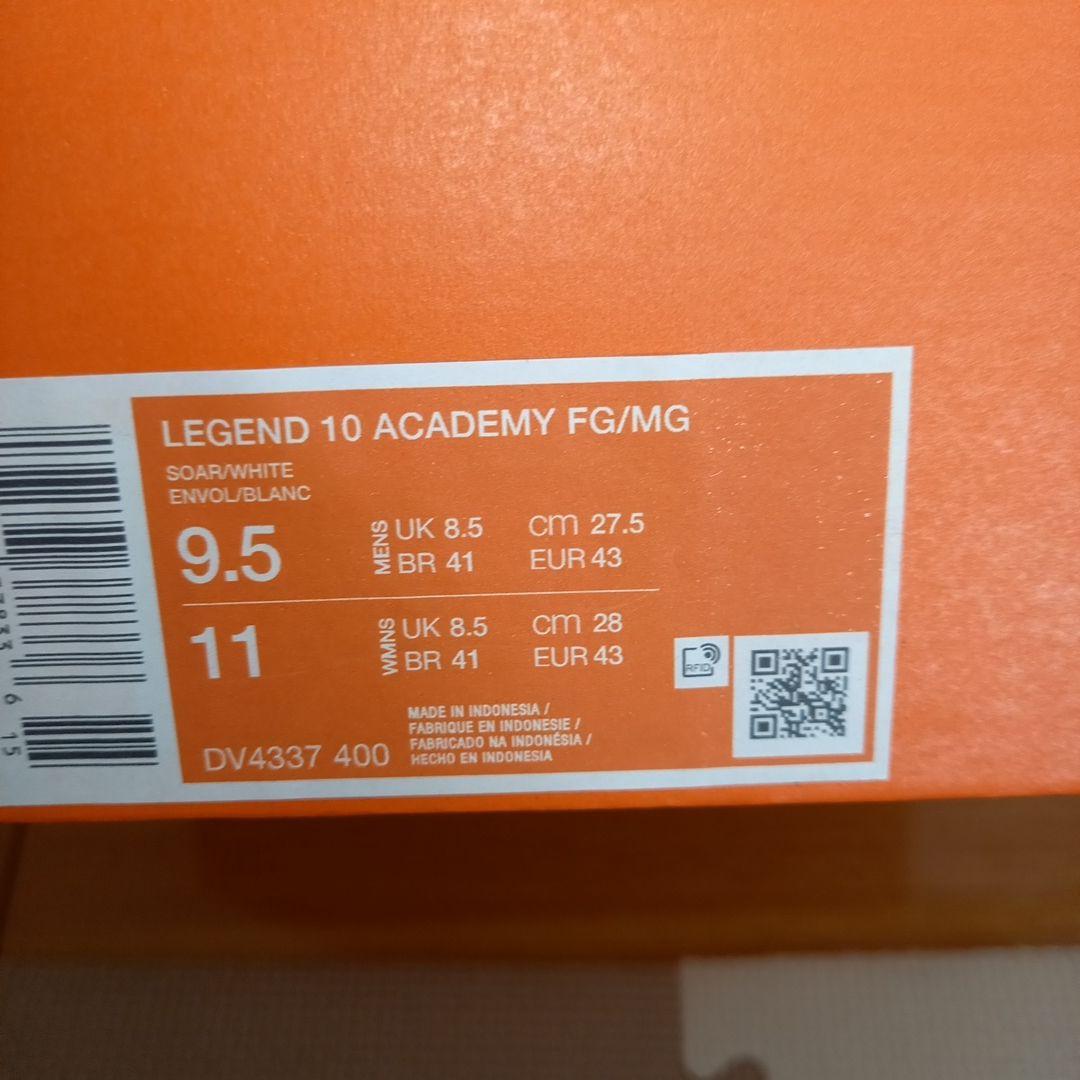 LEGEND 10 ACADEMY FG/MG
SOAR/WHITE
ENVOL/BLANC
9.5 MENS UK 8.5 cm 27.5
BR 41 EUR 43
11 WMNS UK 8.5 cm 28
BR 41 EUR 43
RFID
MADE IN INDONESIA /
FABRIQUE EN INDONESIE /
FABRICADO NA INDONÉSIA /
HECHO EN INDONESIA
DV4337 400
6 15